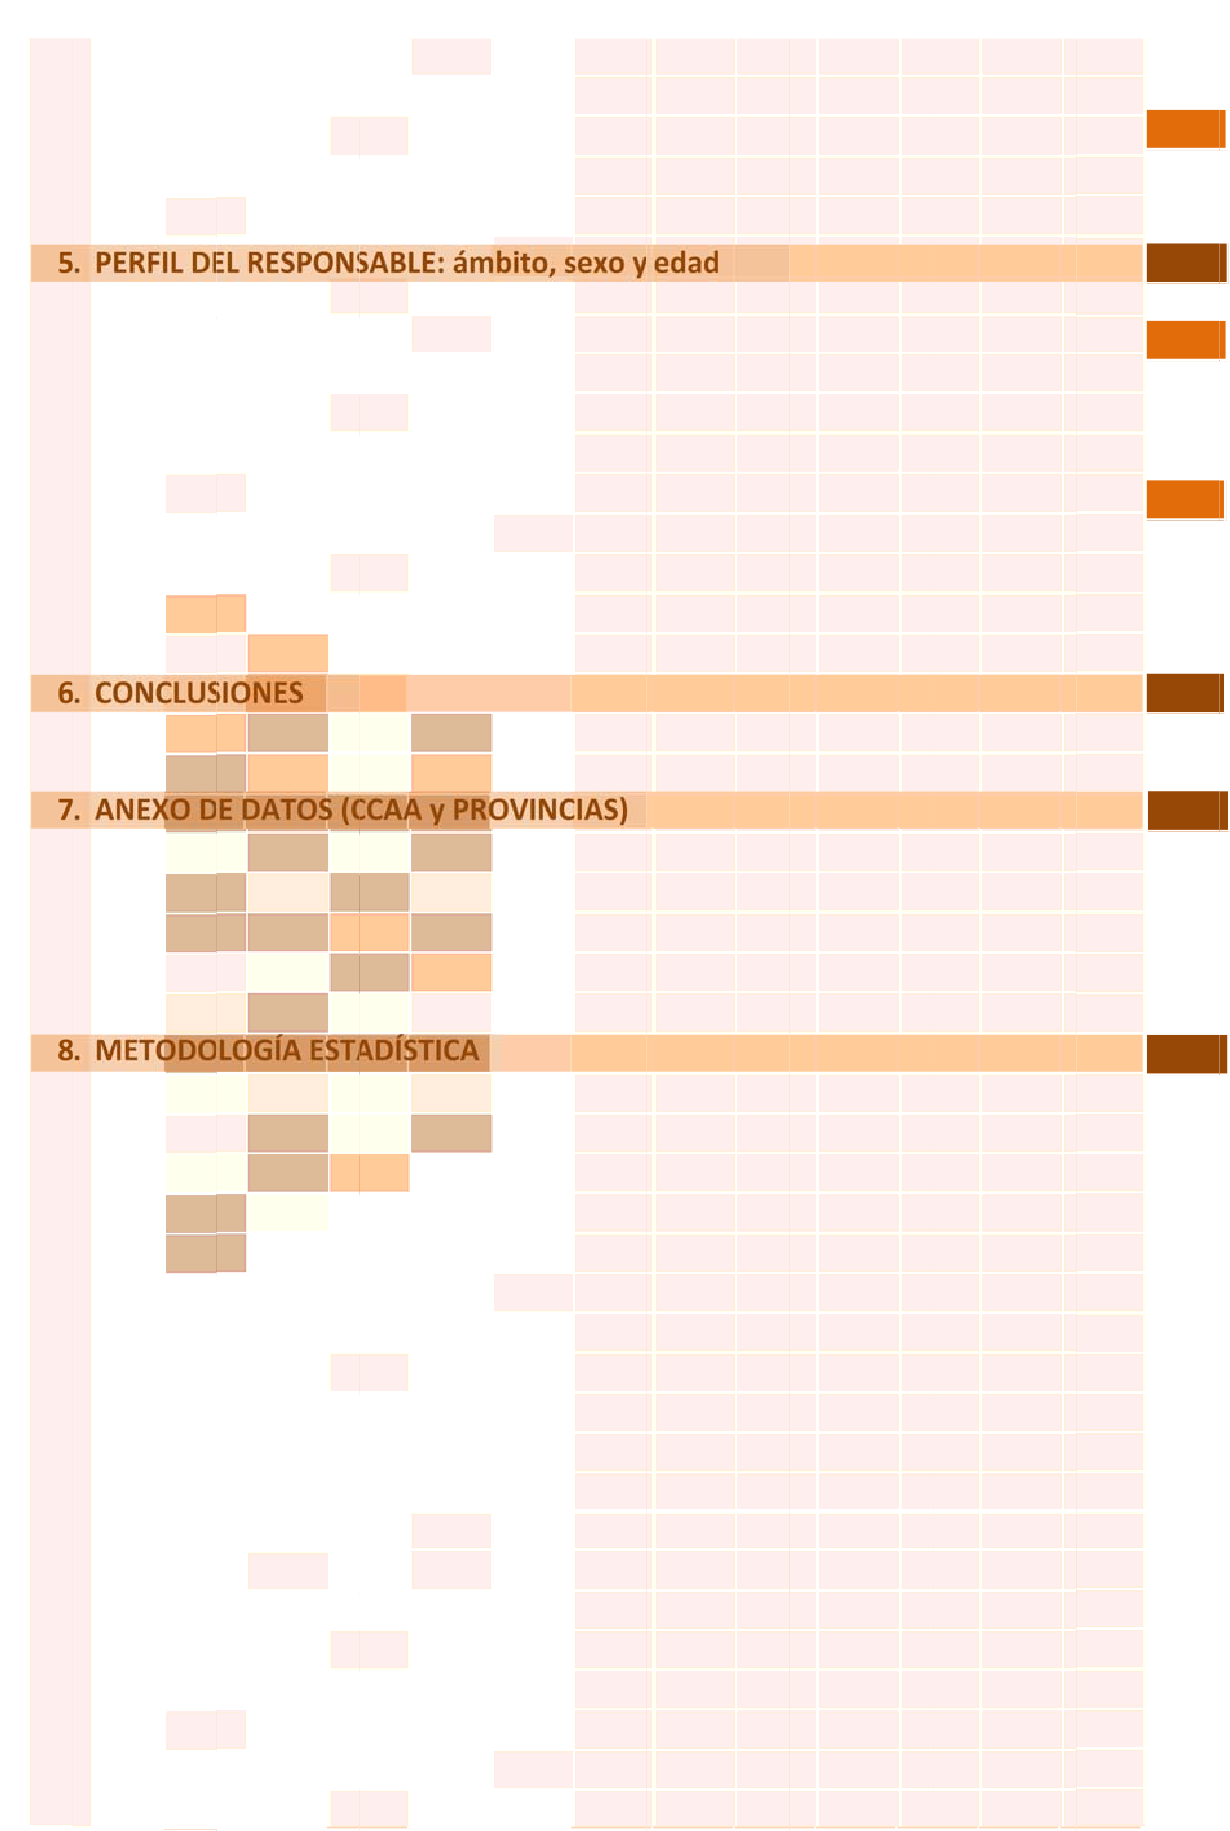 5. PERFIL DEL RESPONSABLE: ámbito, sexo y edad
6. CONCLUSIONES
7. ANEXO DE DATOS (CCAA y PROVINCIAS)
8. METODOLOGÍA ESTADÍSTICA